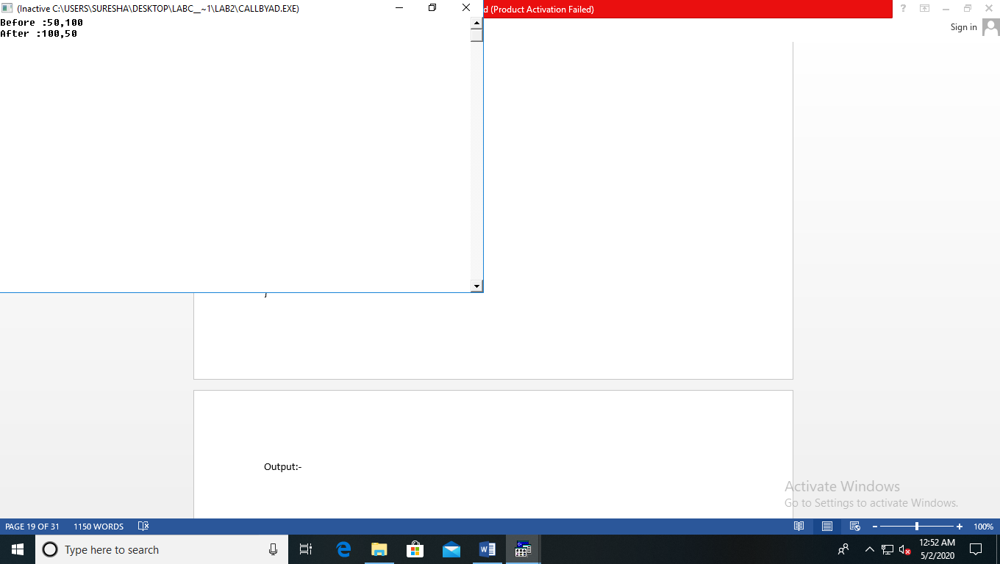 (Inactive C:\USERS\SURESHA\DESKTOP\LABC__~1\LAB2\CALLBYAD.EXE)
d (Product Activation Failed)
Sign in
Before :50,100
After :100,50
}
Output:-
Activate Windows
Go to Settings to activate Windows.
PAGE 19 OF 31 1150 WORDS
100%
Type here to search
12:52 AM
5/2/2020